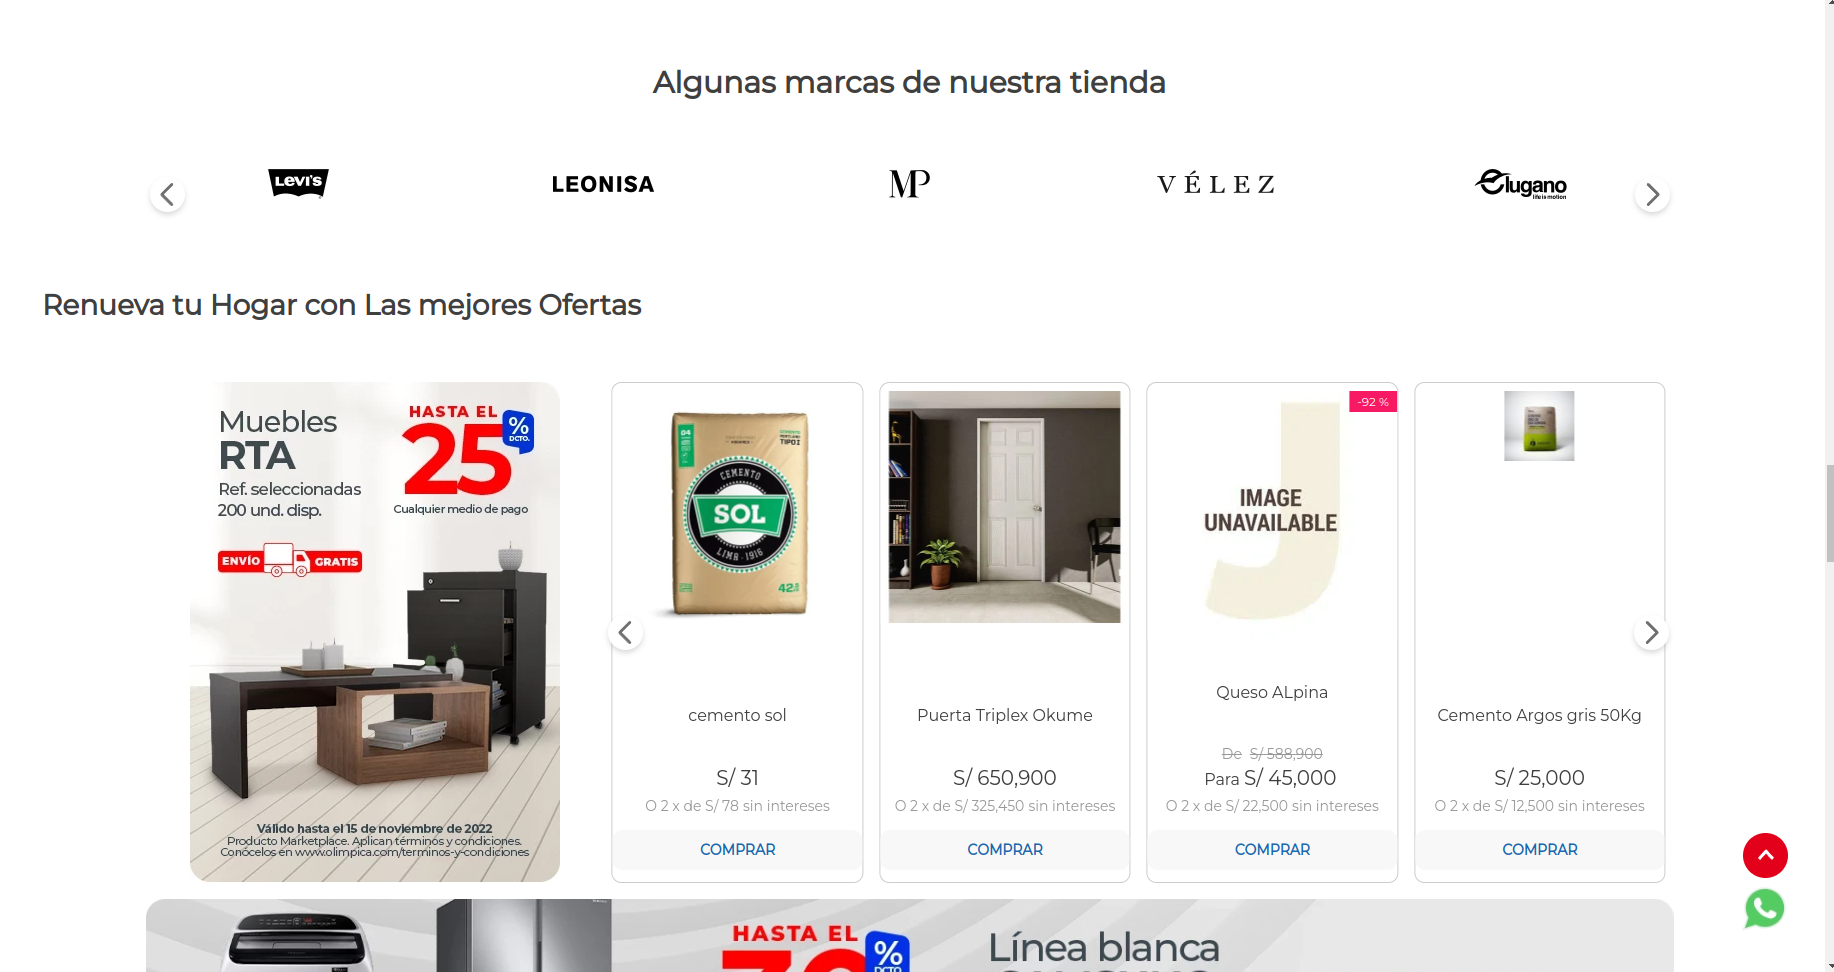 Algunas marcas de nuestra tienda
Levi's
LEONISA
MP
VÉLEZ
lugano
life is motion
Renueva tu Hogar con Las mejores Ofertas
Muebles
RTA
Ref. seleccionadas
200 und. disp.
HASTA EL
25
%
DCTO.
Cualquier medio de pago
ENVÍO GRATIS
Válido hasta el 15 de noviembre de 2022
Producto Marketplace. Aplican términos y condiciones.
Conócelos en www.olimpica.com/terminos-y-condiciones
CEMENTO
TIPO I
CEMENTO
SOL
LIMA - 1916
42.
cemento sol
S/ 31
O 2 x de S/ 78 sin intereses
COMPRAR
Puerta Triplex Okume
S/ 650,900
O 2 x de S/ 325,450 sin intereses
COMPRAR
-92 %
IMAGE
UNAVAILABLE
Queso ALpina
De S/ 588,900
Para S/ 45,000
O 2 x de S/ 22,500 sin intereses
COMPRAR
Cemento Argos gris 50Kg
S/ 25,000
O 2 x de S/ 12,500 sin intereses
COMPRAR
HASTA EL
%
DCTO
Línea blanca